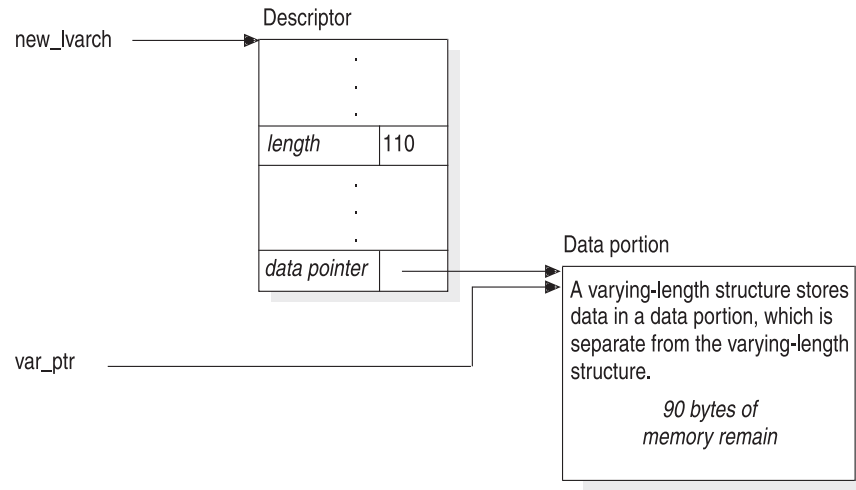 Descriptor
new_lvarch
length 110
data pointer
Data portion
A varying-length structure stores
data in a data portion, which is
separate from the varying-length
structure.
var_ptr
90 bytes of
memory remain